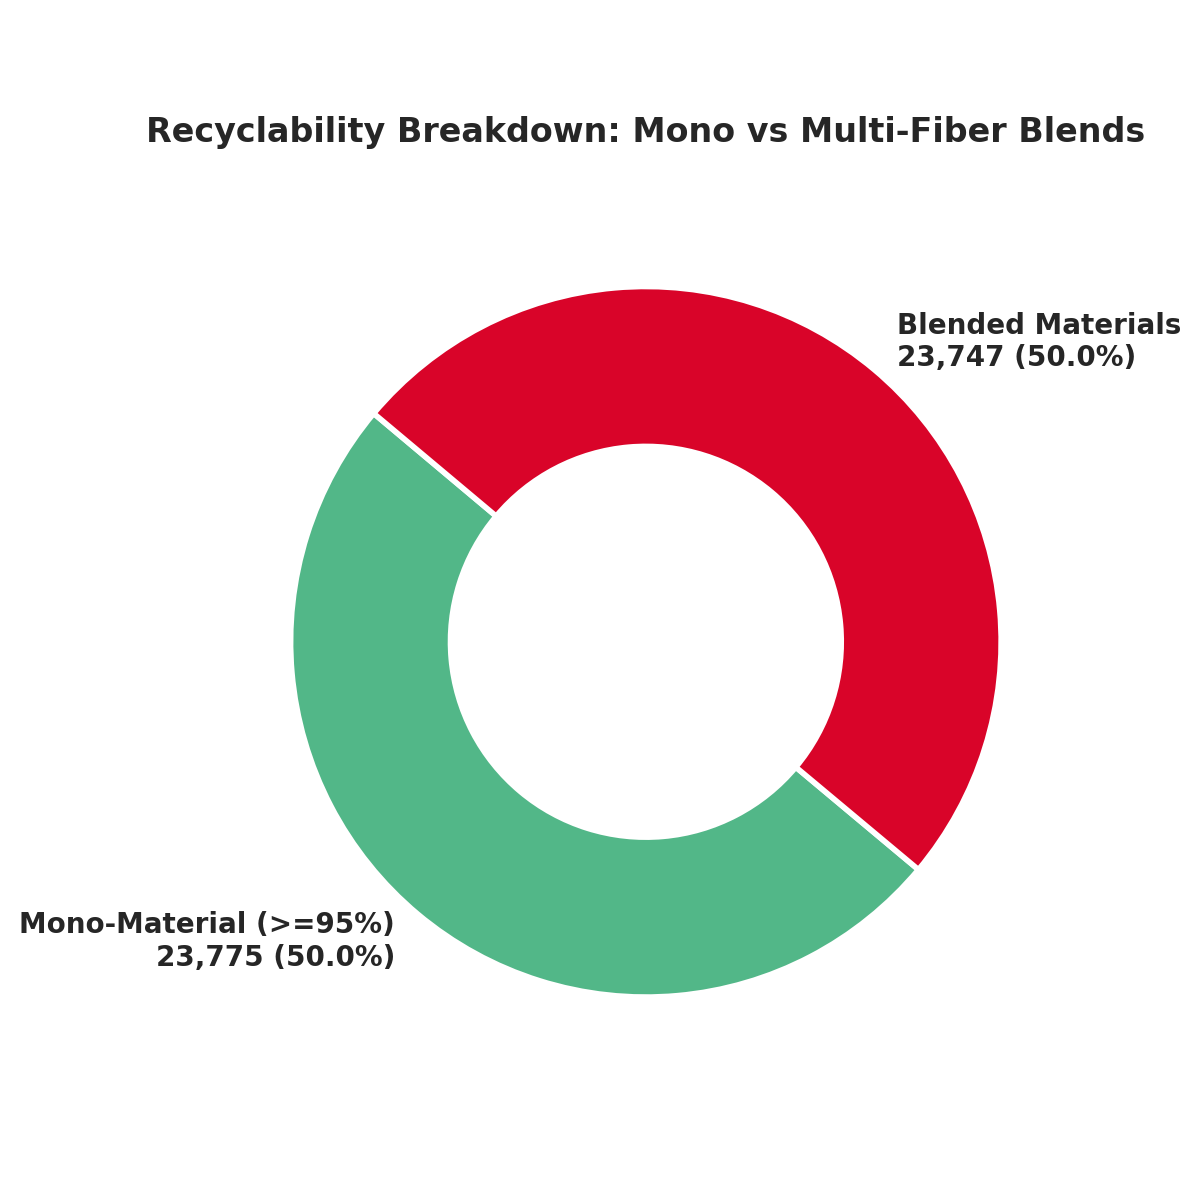 Recyclability Breakdown: Mono vs Multi-Fiber Blends
Blended Materials
23,747 (50.0%)
Mono-Material (>=95%)
23,775 (50.0%)